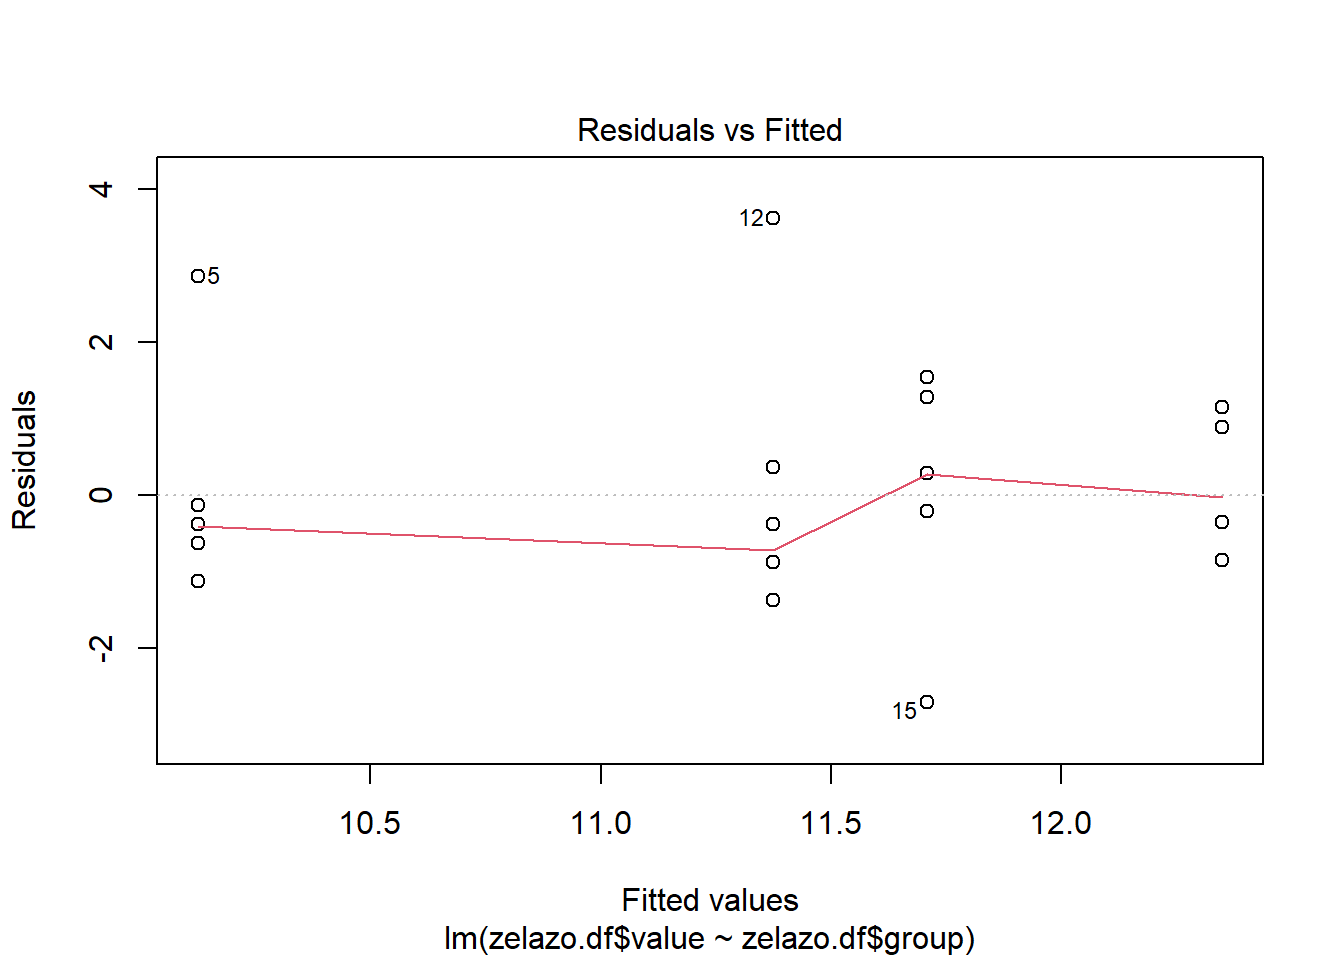 Residuals vs Fitted
4
2
0
-2
Residuals
5
12
15
10.5 11.0 11.5 12.0
Fitted values
lm(zelazo.df$value ~ zelazo.df$group)